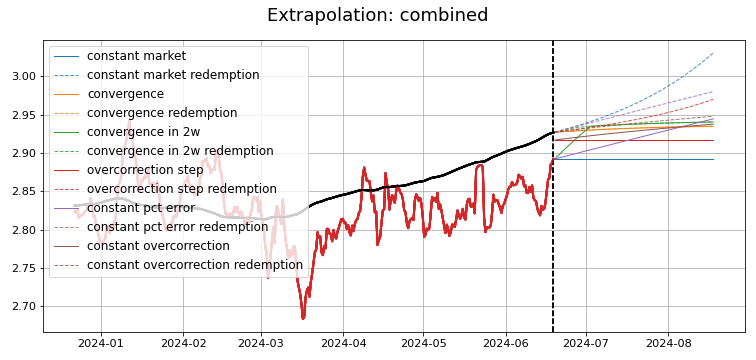 Extrapolation: combined
3.00
2.95
2.90
2.85
2.80
2.75
2.70
constant market
constant market redemption
convergence
convergence redemption
convergence in 2w
convergence in 2w redemption
overcorrection step
overcorrection step redemption
constant pct error
constant pct error redemption
constant overcorrection
constant overcorrection redemption
2024-01 2024-02 2024-03 2024-04 2024-05 2024-06 2024-07 2024-08